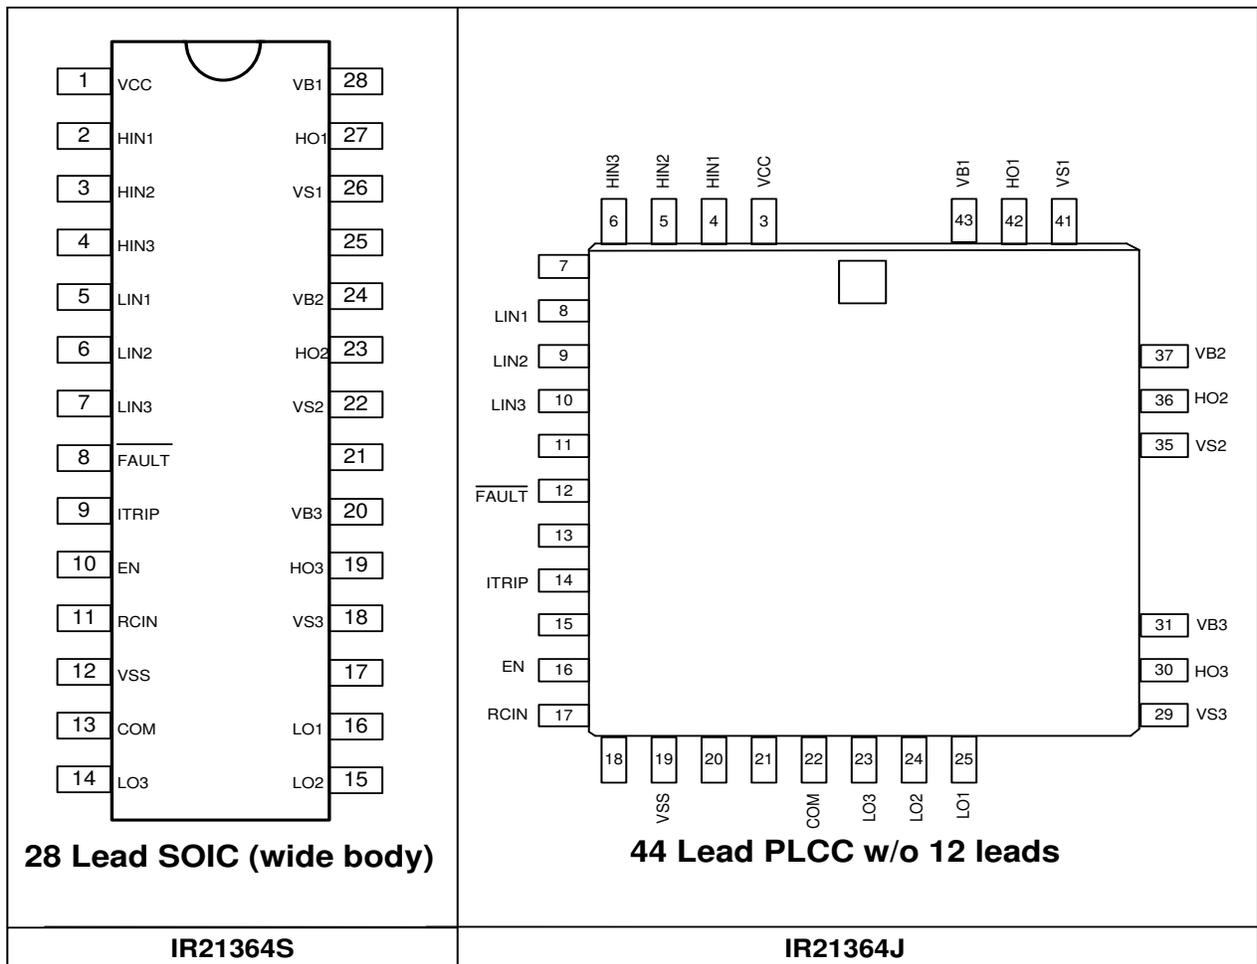 1 VCC VB1 28
2 HIN1 HO1 27
3 HIN2 VS1 26
4 HIN3 25
5 LIN1 VB2 24
6 LIN2 HO2 23
7 LIN3 VS2 22
8 FAULT 21
9 ITRIP VB3 20
10 EN HO3 19
11 RCIN VS3 18
12 VSS 17
13 COM LO1 16
14 LO3 LO2 15
28 Lead SOIC (wide body)
IR21364S
HIN3 HIN2 HIN1 VCC VB1 HO1 VS1
6 5 4 3 43 42 41
7
LIN1 8
LIN2 9 37 VB2
LIN3 10 36 HO2
11 35 VS2
FAULT 12
13
ITRIP 14
15 31 VB3
EN 16 30 HO3
RCIN 17 29 VS3
18 19 20 21 22 23 24 25
VSS COM LO3 LO2 LO1
44 Lead PLCC w/o 12 leads
IR21364J